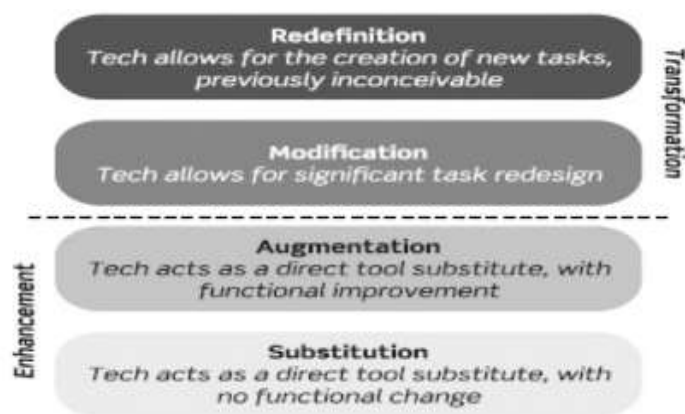 Redefinition
Tech allows for the creation of new tasks,
previously inconceivable
Transformation
Modification
Tech allows for significant task redesign
Augmentation
Tech acts as a direct tool substitute, with
functional improvement
Enhancement
Substitution
Tech acts as a direct tool substitute, with
no functional change